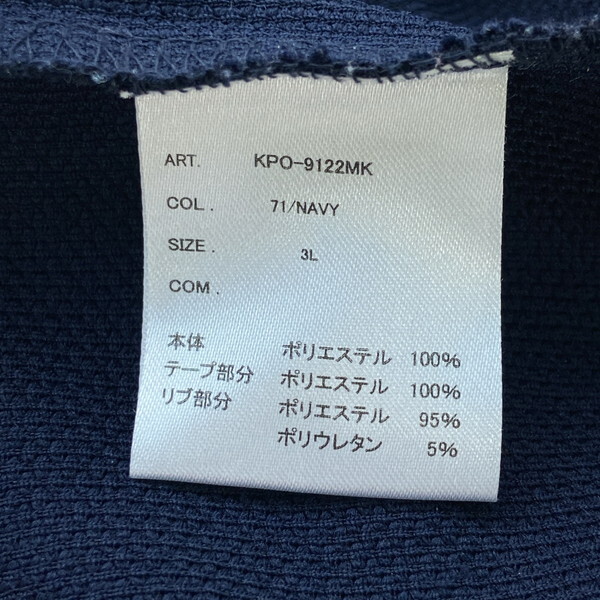 ART. KPO-9122MK
COL. 71/NAVY
SIZE. 3L
COM.
本体 ポリエステル 100%
テープ部分 ポリエステル 100%
リブ部分 ポリエステル 95%
ポリウレタン 5%